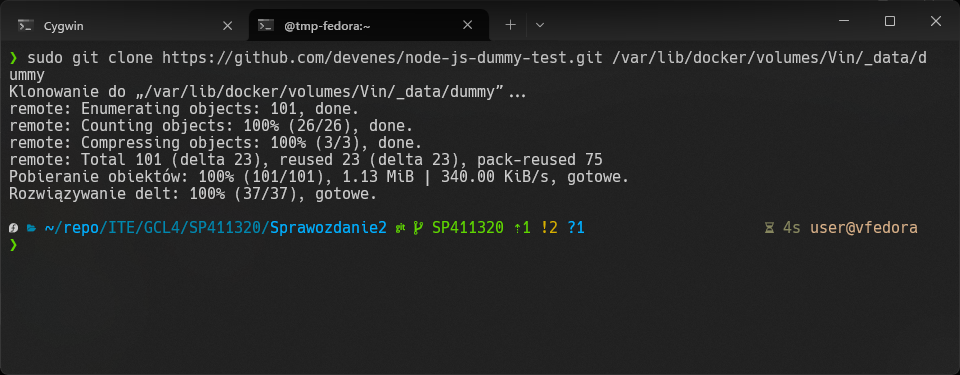 Cygwin
@tmp-fedora:~
❯ sudo git clone https://github.com/devenes/node-js-dummy-test.git /var/lib/docker/volumes/Vin/_data/d
ummy
Klonowanie do „/var/lib/docker/volumes/Vin/_data/dummy”...
remote: Enumerating objects: 101, done.
remote: Counting objects: 100% (26/26), done.
remote: Compressing objects: 100% (3/3), done.
remote: Total 101 (delta 23), reused 23 (delta 23), pack-reused 75
Pobieranie obiektów: 100% (101/101), 1.13 MiB | 340.00 KiB/s, gotowe.
Rozwiązywanie delt: 100% (37/37), gotowe.
~/repo/ITE/GCL4/SP411320/Sprawozdanie2 git SP411320 ⇡1 !2 ?1 4s user@vfedora
❯